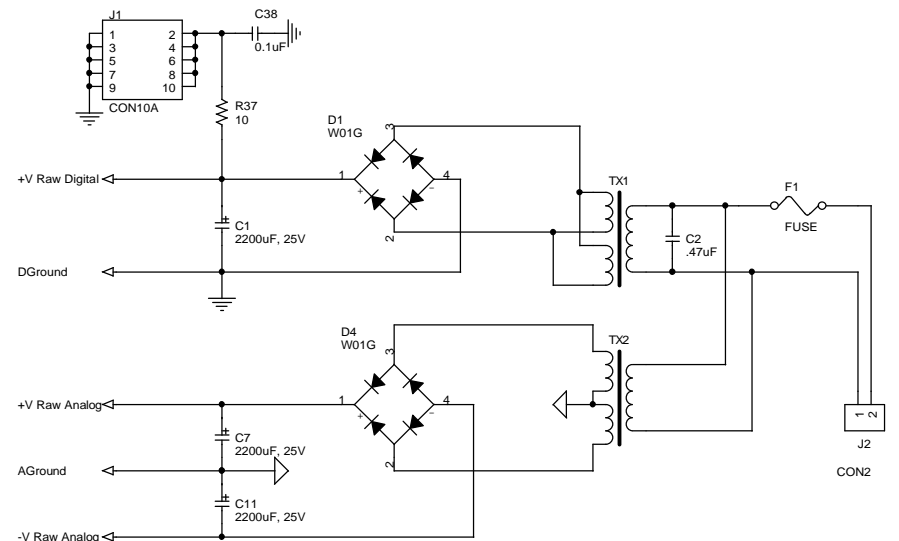 J1
C38
1 2
3 4
5 6
7 8
9 10
0.1uF
CON10A
R37
10
D1
W01G
3
+V Raw Digital
1
4
+
-
2
TX1
F1
FUSE
C1
2200uF, 25V
C2
.47uF
DGround
D4
W01G
3
TX2
+V Raw Analog
1
4
+
-
2
C7
2200uF, 25V
1 2
J2
CON2
AGround
C11
2200uF, 25V
-V Raw Analog